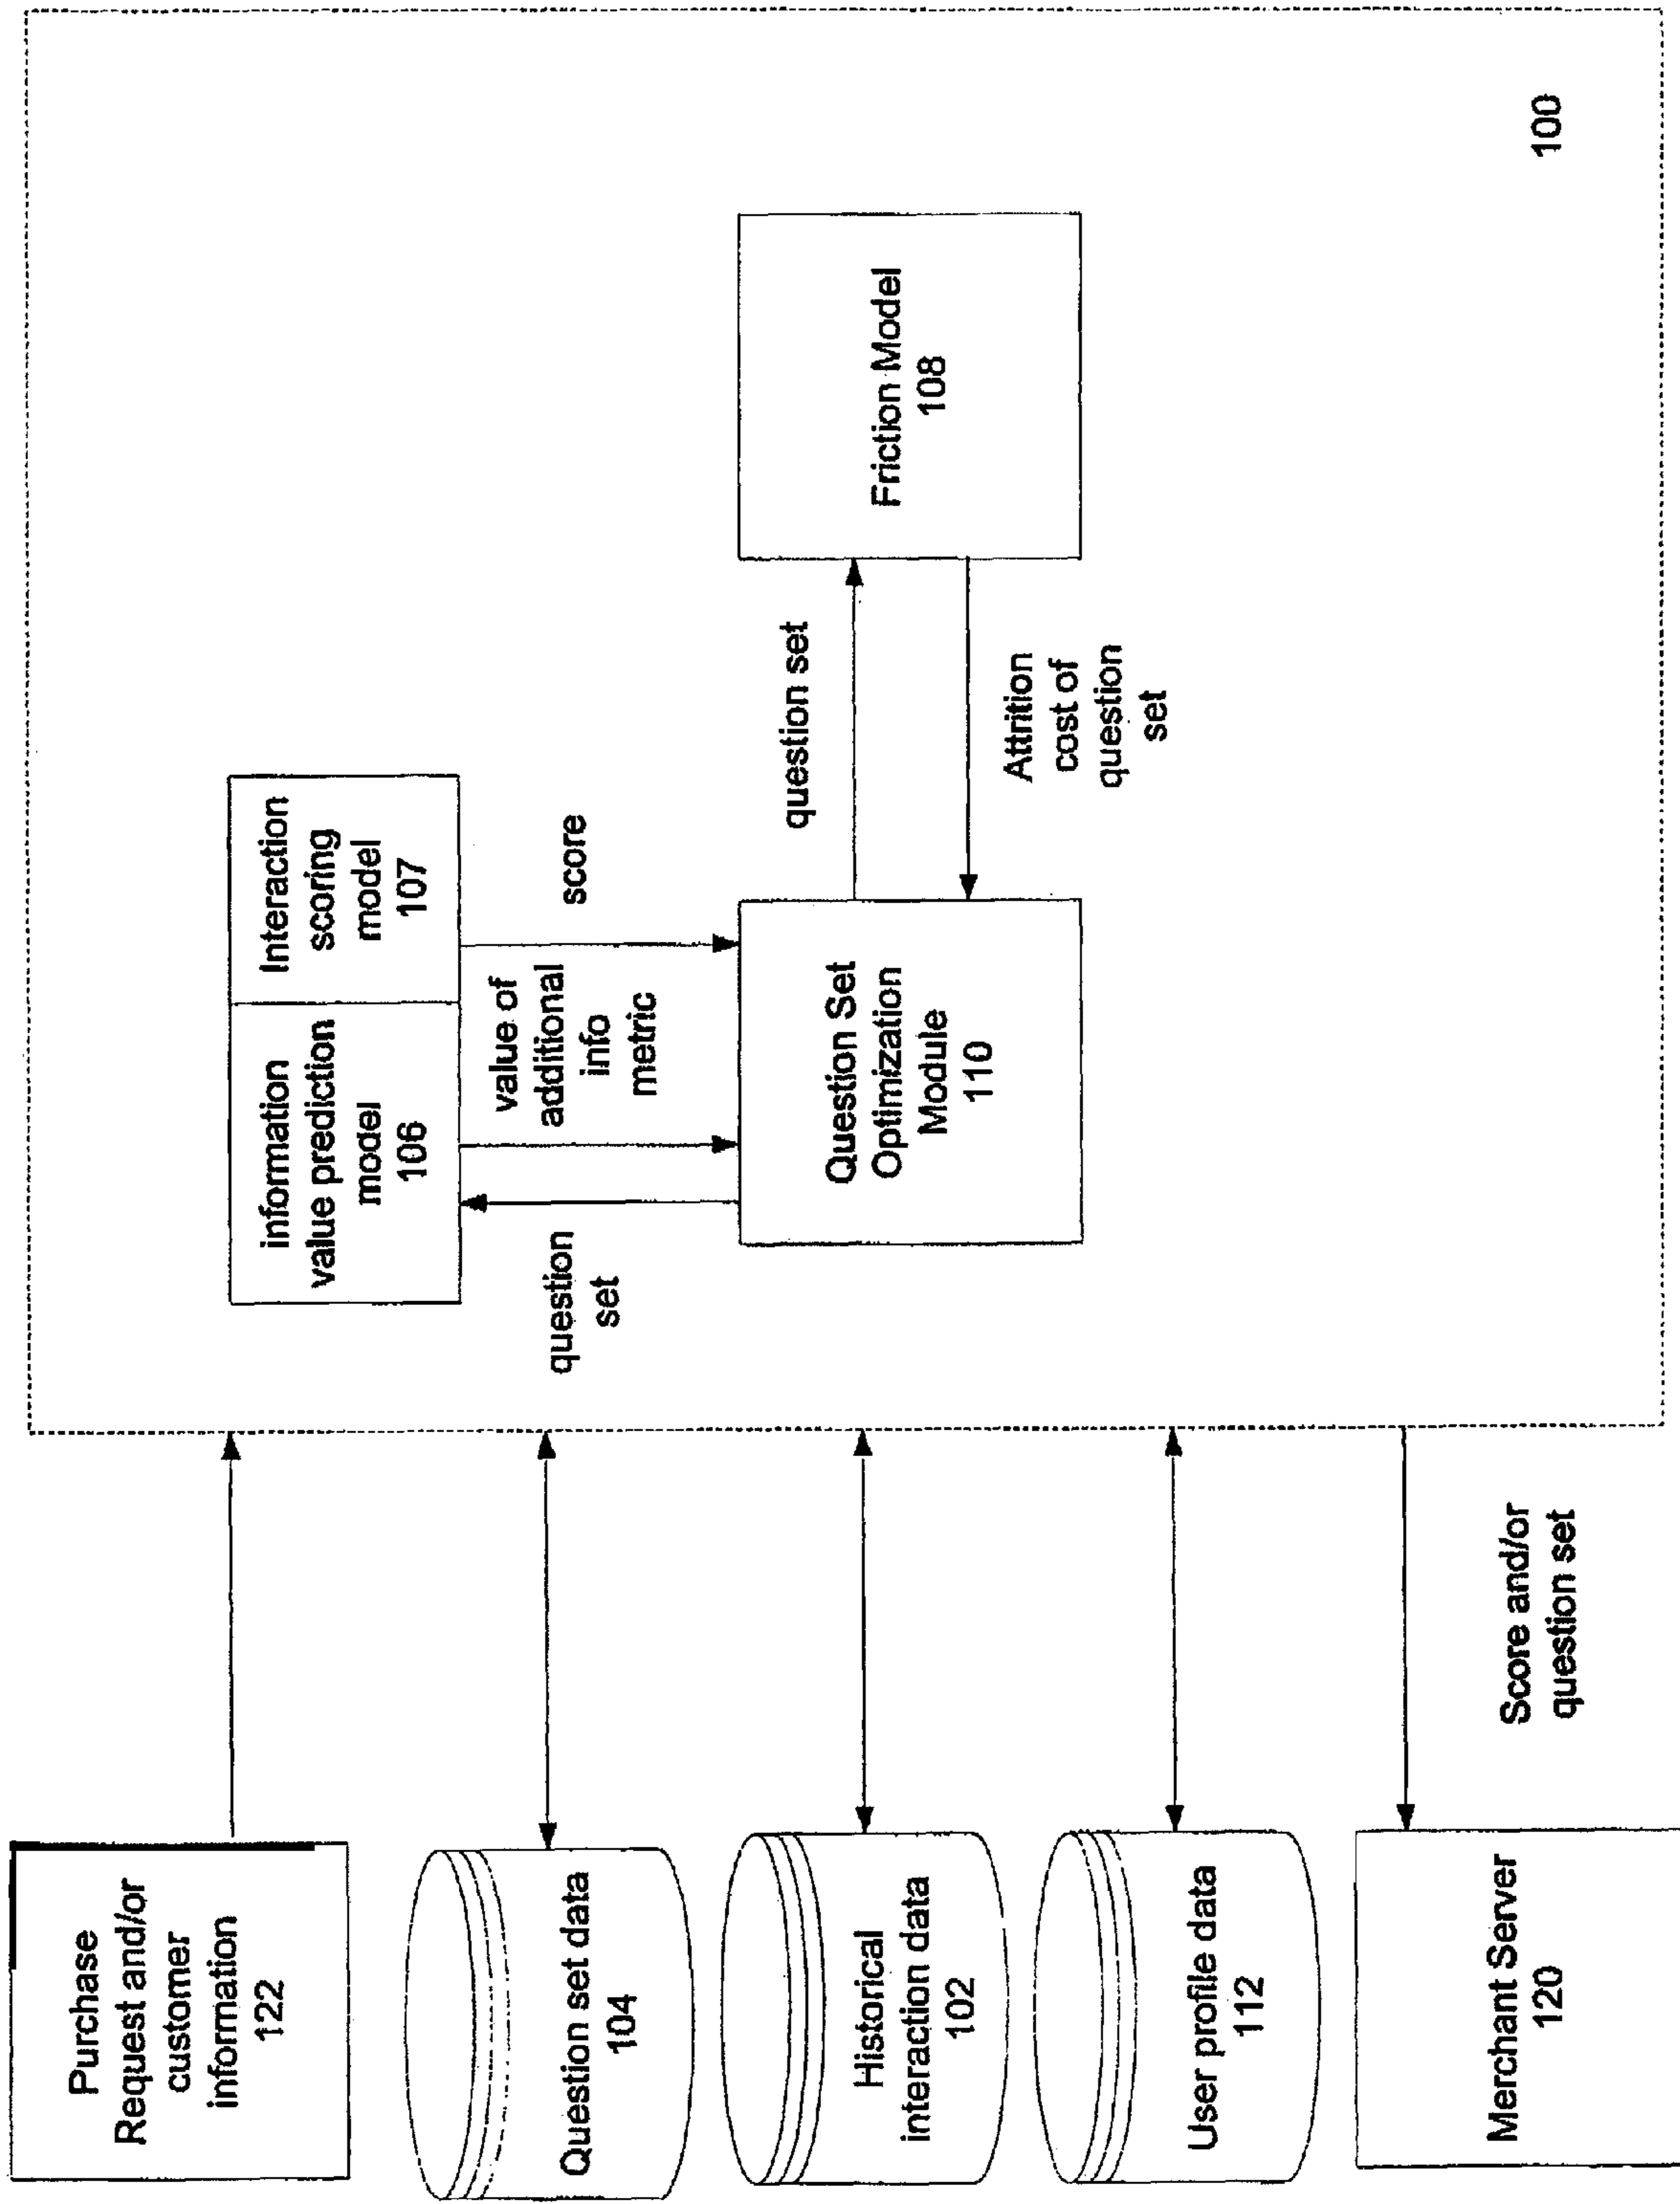 Purchase
Request and/or
customer
information
122
Question set data
104
Historical
interaction data
102
User profile data
112
Merchant Server
120
Score and/or
question set
information
value prediction
model
106
Interaction
scoring
model
107
question
set
value of
additional
info
metric
score
Question Set
Optimization
Module
110
question set
Attrition
cost of
question
set
Friction Model
108
100